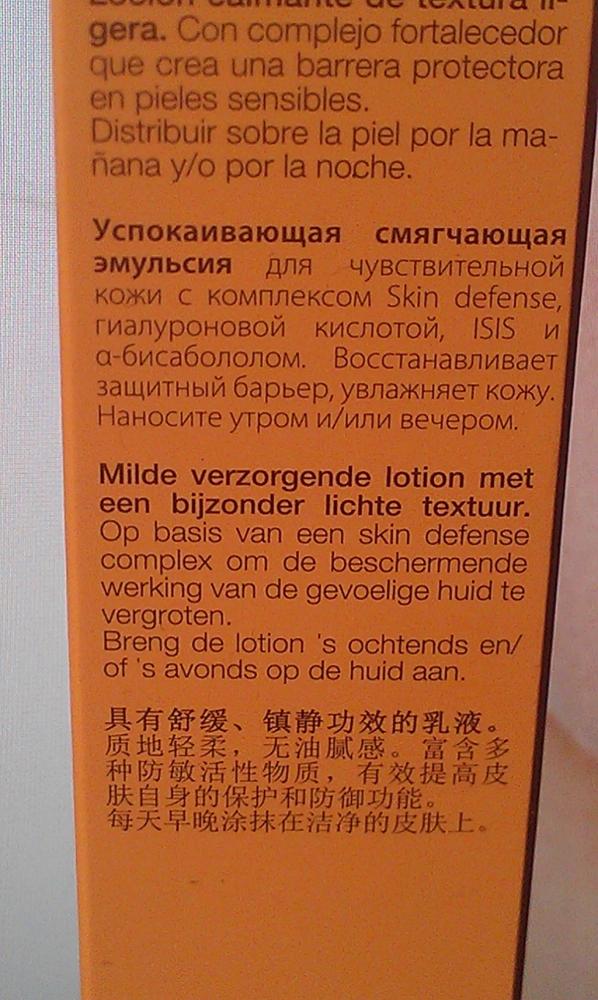 Loción calmante de textura li-
gera. Con complejo fortalecedor
que crea una barrera protectora
en pieles sensibles.
Distribuir sobre la piel por la ma-
ñana y/o por la noche.
Успокаивающая смягчающая
эмульсия для чувствительной
кожи с комплексом Skin defense,
гиалуроновой кислотой, ISIS и
α-бисабололом. Восстанавливает
защитный барьер, увлажняет кожу.
Наносите утром и/или вечером.
Milde verzorgende lotion met
een bijzonder lichte textuur.
Op basis van een skin defense
complex om de beschermende
werking van de gevoelige huid te
vergroten.
Breng de lotion 's ochtends en/
of 's avonds op de huid aan.
具有舒缓、镇静功效的乳液。
质地轻柔，无油腻感。富含多
种防敏活性物质，有效提高皮
肤自身的保护和防御功能。
每天早晚涂抹在洁净的皮肤上。